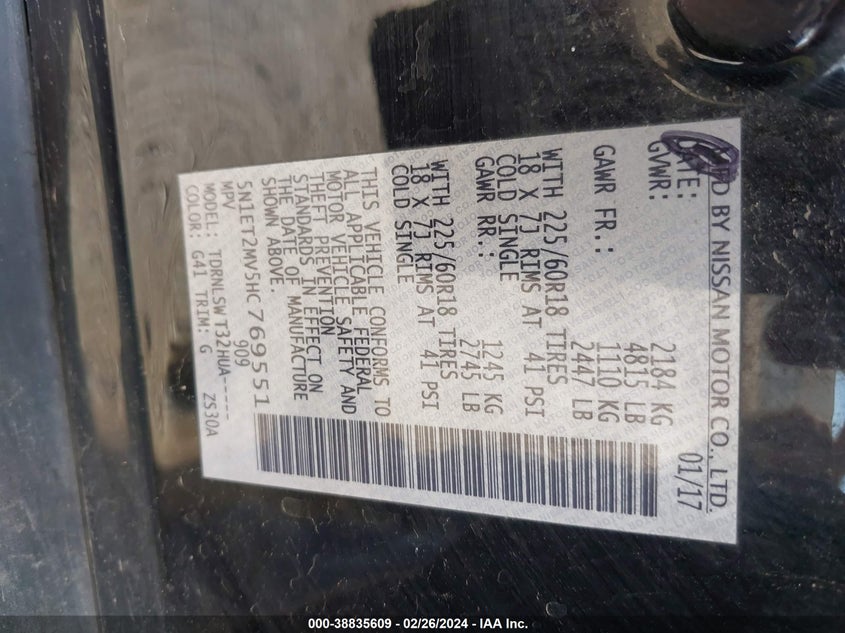 BY NISSAN MOTOR CO., LTD.
DATE: 01/17
GVWR: 2184 KG
4815 LB
GAWR FR.: 1110 KG
2447 LB
WITH 225/60R18 TIRES
18 X 7J RIMS AT 41 PSI
COLD SINGLE
GAWR RR.: 1245 KG
2745 LB
WITH 225/60R18 TIRES
18 X 7J RIMS AT 41 PSI
COLD SINGLE
THIS VEHICLE CONFORMS TO
ALL APPLICABLE FEDERAL
MOTOR VEHICLE SAFETY AND
THEFT PREVENTION
STANDARDS IN EFFECT ON
THE DATE OF MANUFACTURE
SHOWN ABOVE.
5N1ET2MV5HC769551
MPV 909
MODEL: TDRNLSWT32HUA-----
COLOR: G41 TRIM: G ZS30A
000-38835609 - 02/26/2024 - IAA Inc.